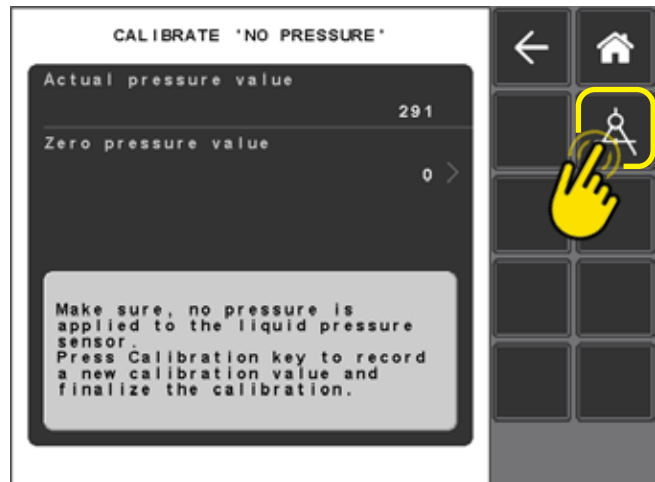 CALIBRATE 'NO PRESSURE'
Actual pressure value
291
Zero pressure value
0
Make sure, no pressure is
applied to the liquid pressure
sensor.
Press Calibration key to record
a new calibration value and
finalize the calibration.